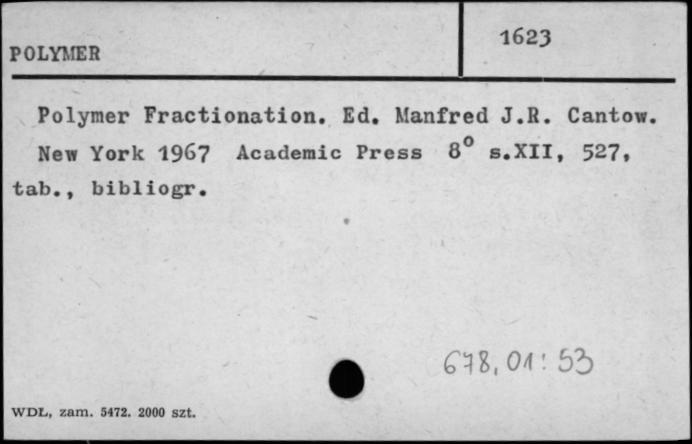 1623
POLYMER
Polymer Fractionation. Ed. Manfred J.R. Cantow.
New York 1967 Academic Press 8° s.XII, 527,
tab., bibliogr.
678,01:53
WDL, zam. 5472. 2000 szt.